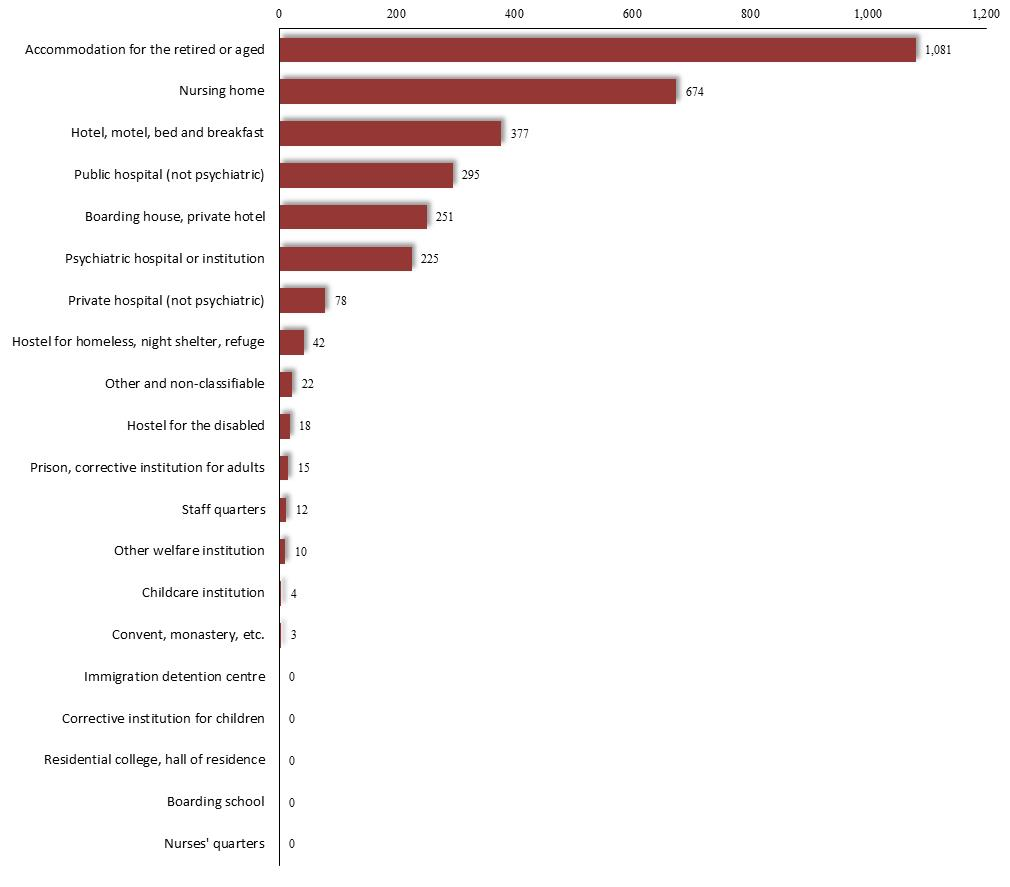 0 200 400 600 800 1,000 1,200
Accommodation for the retired or aged 1,081
Nursing home 674
Hotel, motel, bed and breakfast 377
Public hospital (not psychiatric) 295
Boarding house, private hotel 251
Psychiatric hospital or institution 225
Private hospital (not psychiatric) 78
Hostel for homeless, night shelter, refuge 42
Other and non-classifiable 22
Hostel for the disabled 18
Prison, corrective institution for adults 15
Staff quarters 12
Other welfare institution 10
Childcare institution 4
Convent, monastery, etc. 3
Immigration detention centre 0
Corrective institution for children 0
Residential college, hall of residence 0
Boarding school 0
Nurses' quarters 0